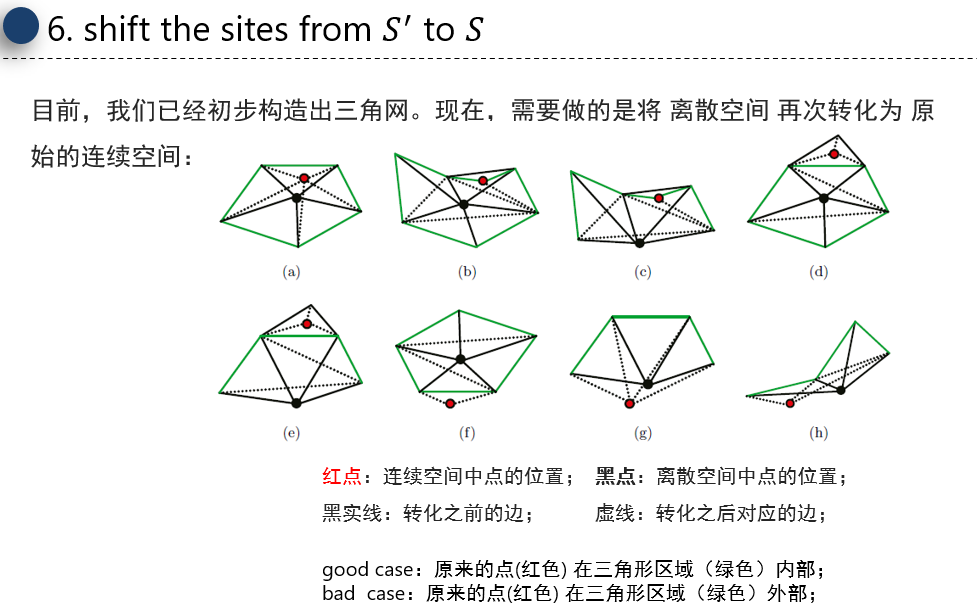 6. shift the sites from S′ to S
目前，我们已经初步构造出三角网。现在，需要做的是将 离散空间 再次转化为 原
始的连续空间：
(a) (b) (c) (d)
(e) (f) (g) (h)
红点：连续空间中点的位置； 黑点：离散空间中点的位置；
黑实线：转化之前的边； 虚线：转化之后对应的边；
good case：原来的点(红色) 在三角形区域（绿色）内部；
bad case：原来的点(红色) 在三角形区域（绿色）外部；